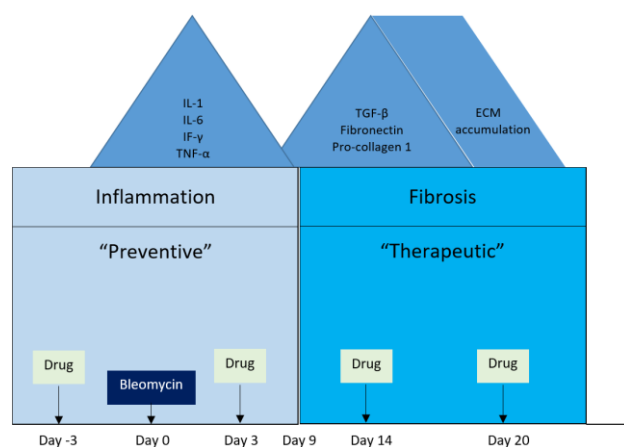 IL-1
IL-6
IF-γ
TNF-α
TGF-β
Fibronectin
Pro-collagen 1
ECM
accumulation
Inflammation
Fibrosis
“Preventive”
“Therapeutic”
Drug
Bleomycin
Drug
Drug
Drug
Day -3
Day 0
Day 3
Day 9
Day 14
Day 20